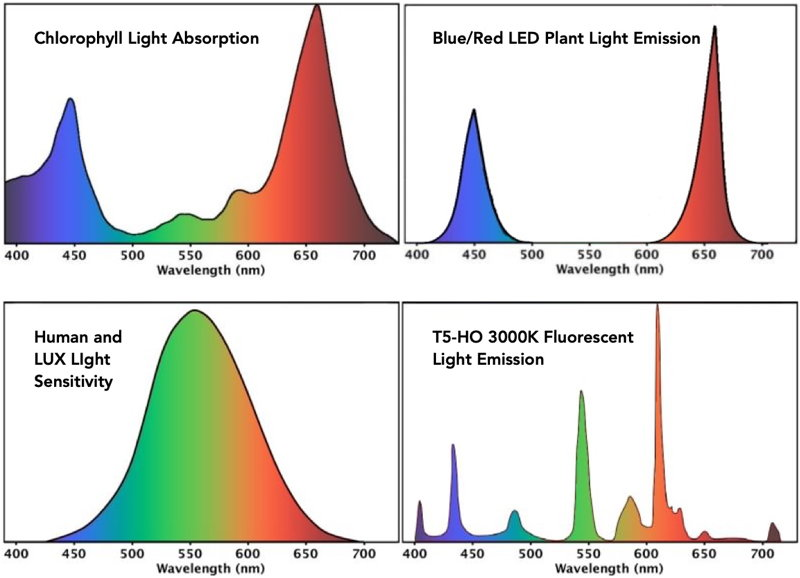 Chlorophyll Light Absorption
400 450 500 550 600 650 700
Wavelength (nm)
Blue/Red LED Plant Light Emission
400 450 500 550 600 650 700
Wavelength (nm)
Human and
LUX LIght
Sensitivity
400 450 500 550 600 650 700
Wavelength (nm)
T5-HO 3000K Fluorescent
Light Emission
400 450 500 550 600 650 700
Wavelength (nm)